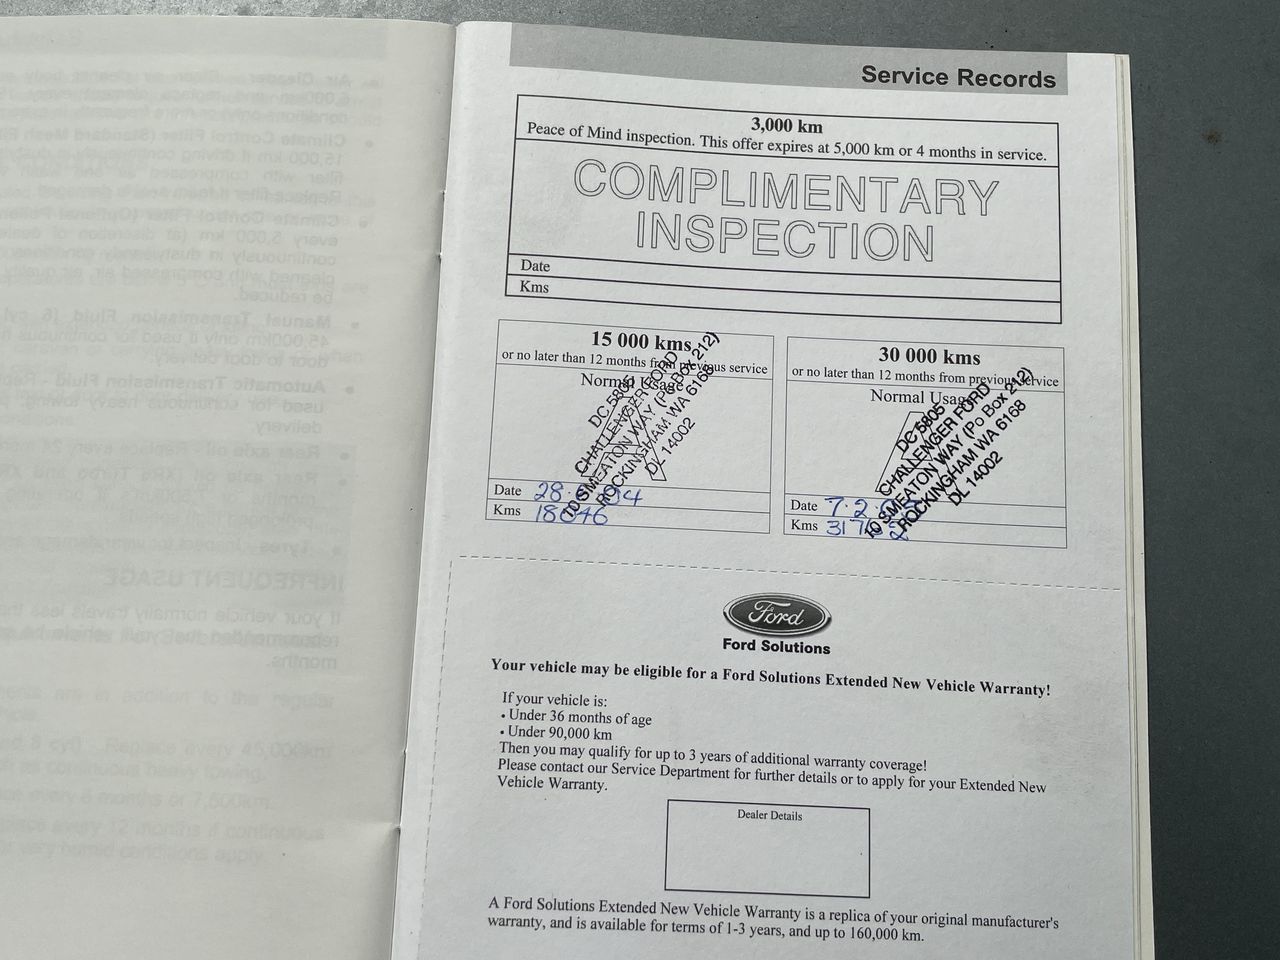 Service Records
3,000 km
Peace of Mind inspection. This offer expires at 5,000 km or 4 months in service.
COMPLIMENTARY
INSPECTION
Date
Kms
15 000 kms
or no later than 12 months from previous service
Normal Usage
DC 5805
CHALLENGER FORD
10 SMEATON WAY (Po Box 212)
ROCKINGHAM WA 6168
DL 14002
Date 28
Kms 18046
30 000 kms
or no later than 12 months from previous service
Normal Usage
DC 5805
CHALLENGER FORD
10 SMEATON WAY (Po Box 212)
ROCKINGHAM WA 6168
DL 14002
Date 7.2
Kms
Ford
Ford Solutions
Your vehicle may be eligible for a Ford Solutions Extended New Vehicle Warranty!
If your vehicle is:
• Under 36 months of age
• Under 90,000 km
Then you may qualify for up to 3 years of additional warranty coverage!
Please contact our Service Department for further details or to apply for your Extended New
Vehicle Warranty.
Dealer Details
A Ford Solutions Extended New Vehicle Warranty is a replica of your original manufacturer's
warranty, and is available for terms of 1-3 years, and up to 160,000 km.